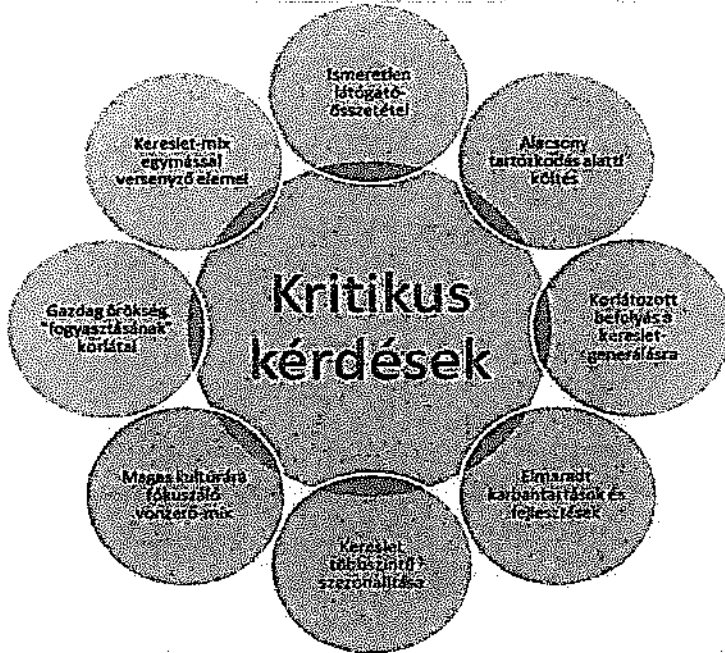 Ismeretlen
látogató-
összetétel
Alacsony
tartózkodás alatti
költés
Korlátozott
befolyás a
kereslet-
generálásra
Elmaradt
karbantartások és
fejlesztések
Kereslet
többszintű
szezonalitása
Magas kultúrára
fókuszáló
vonzerő-mix
Gazdag örökség
"fogyasztásának"
korlátai
Kereslet-mix
egymással
versenyző elemei
Kritikus
kérdések